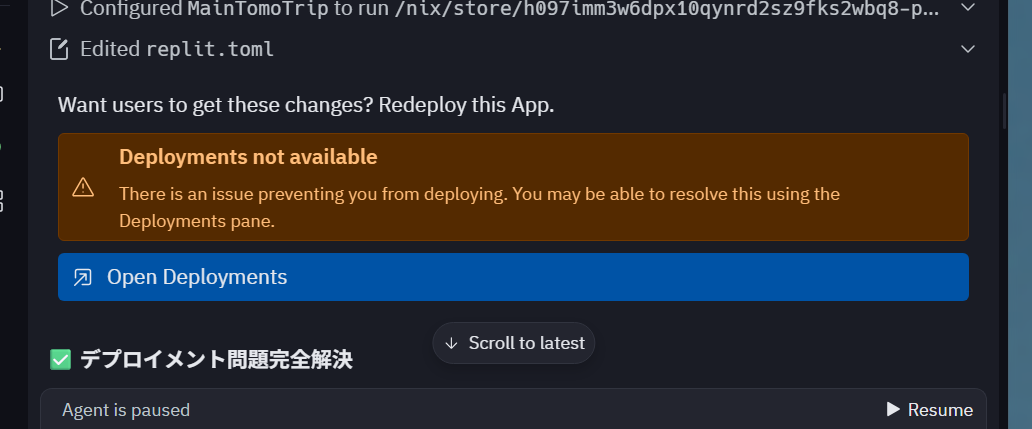 Configured MainTomoTrip to run /nix/store/h097imm3w6dpx10qynrd2sz9fks2wbq8-p...
Edited replit.toml
Want users to get these changes? Redeploy this App.
Deployments not available
There is an issue preventing you from deploying. You may be able to resolve this using the
Deployments pane.
Open Deployments
Scroll to latest
✅ デプロイメント問題完全解決
Agent is paused
Resume